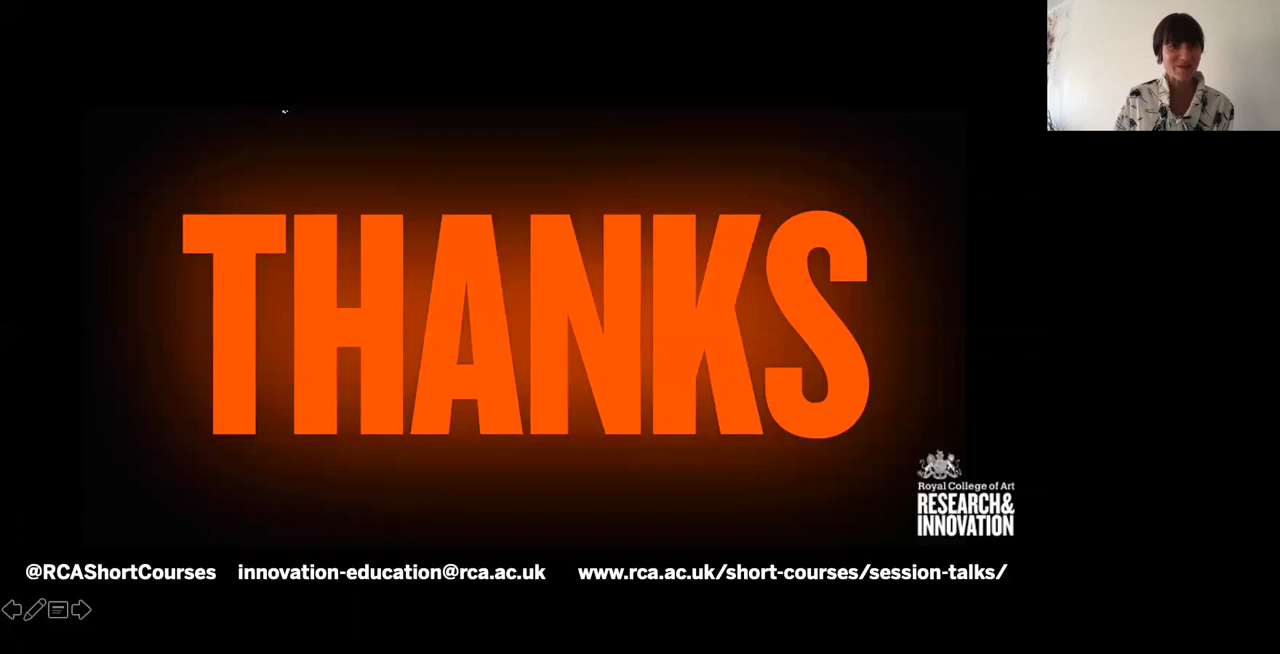 THANKS
Royal College of Art
RESEARCH&
INNOVATION
@RCAShortCourses innovation-education@rca.ac.uk www.rca.ac.uk/short-courses/session-talks/